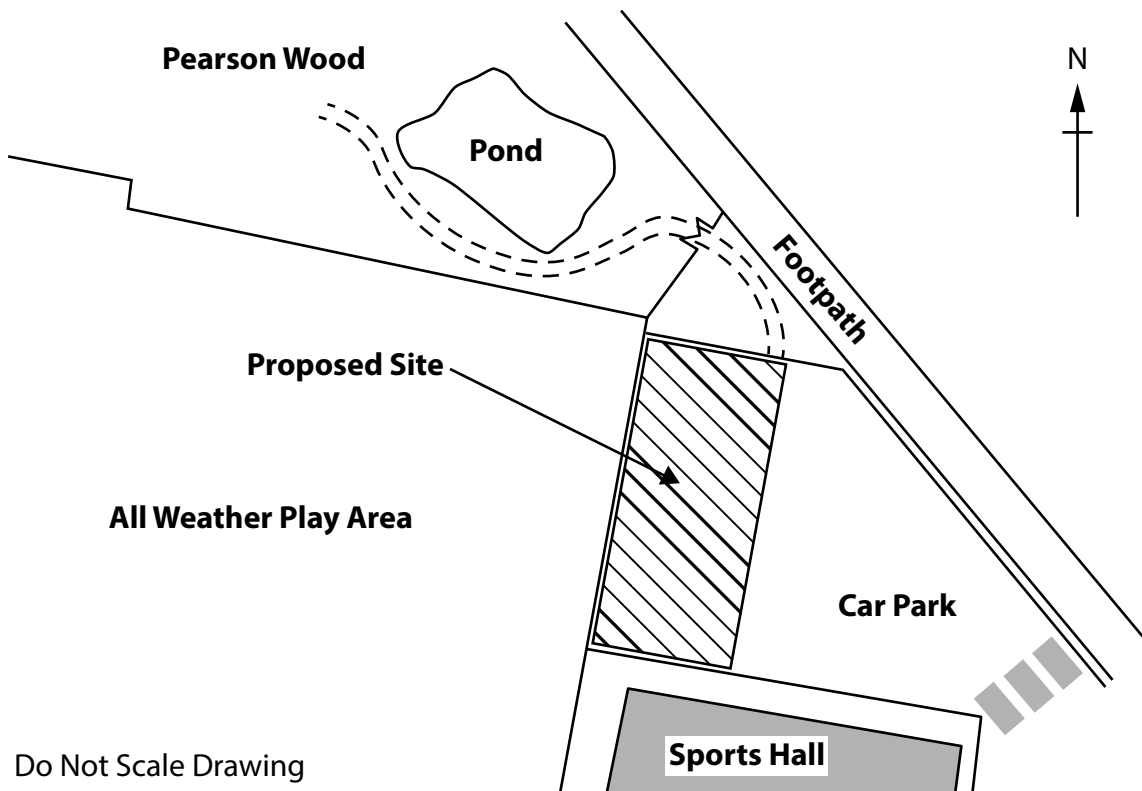 Pearson Wood
N
Pond
Footpath
Proposed Site
All Weather Play Area
Car Park
Sports Hall
Do Not Scale Drawing